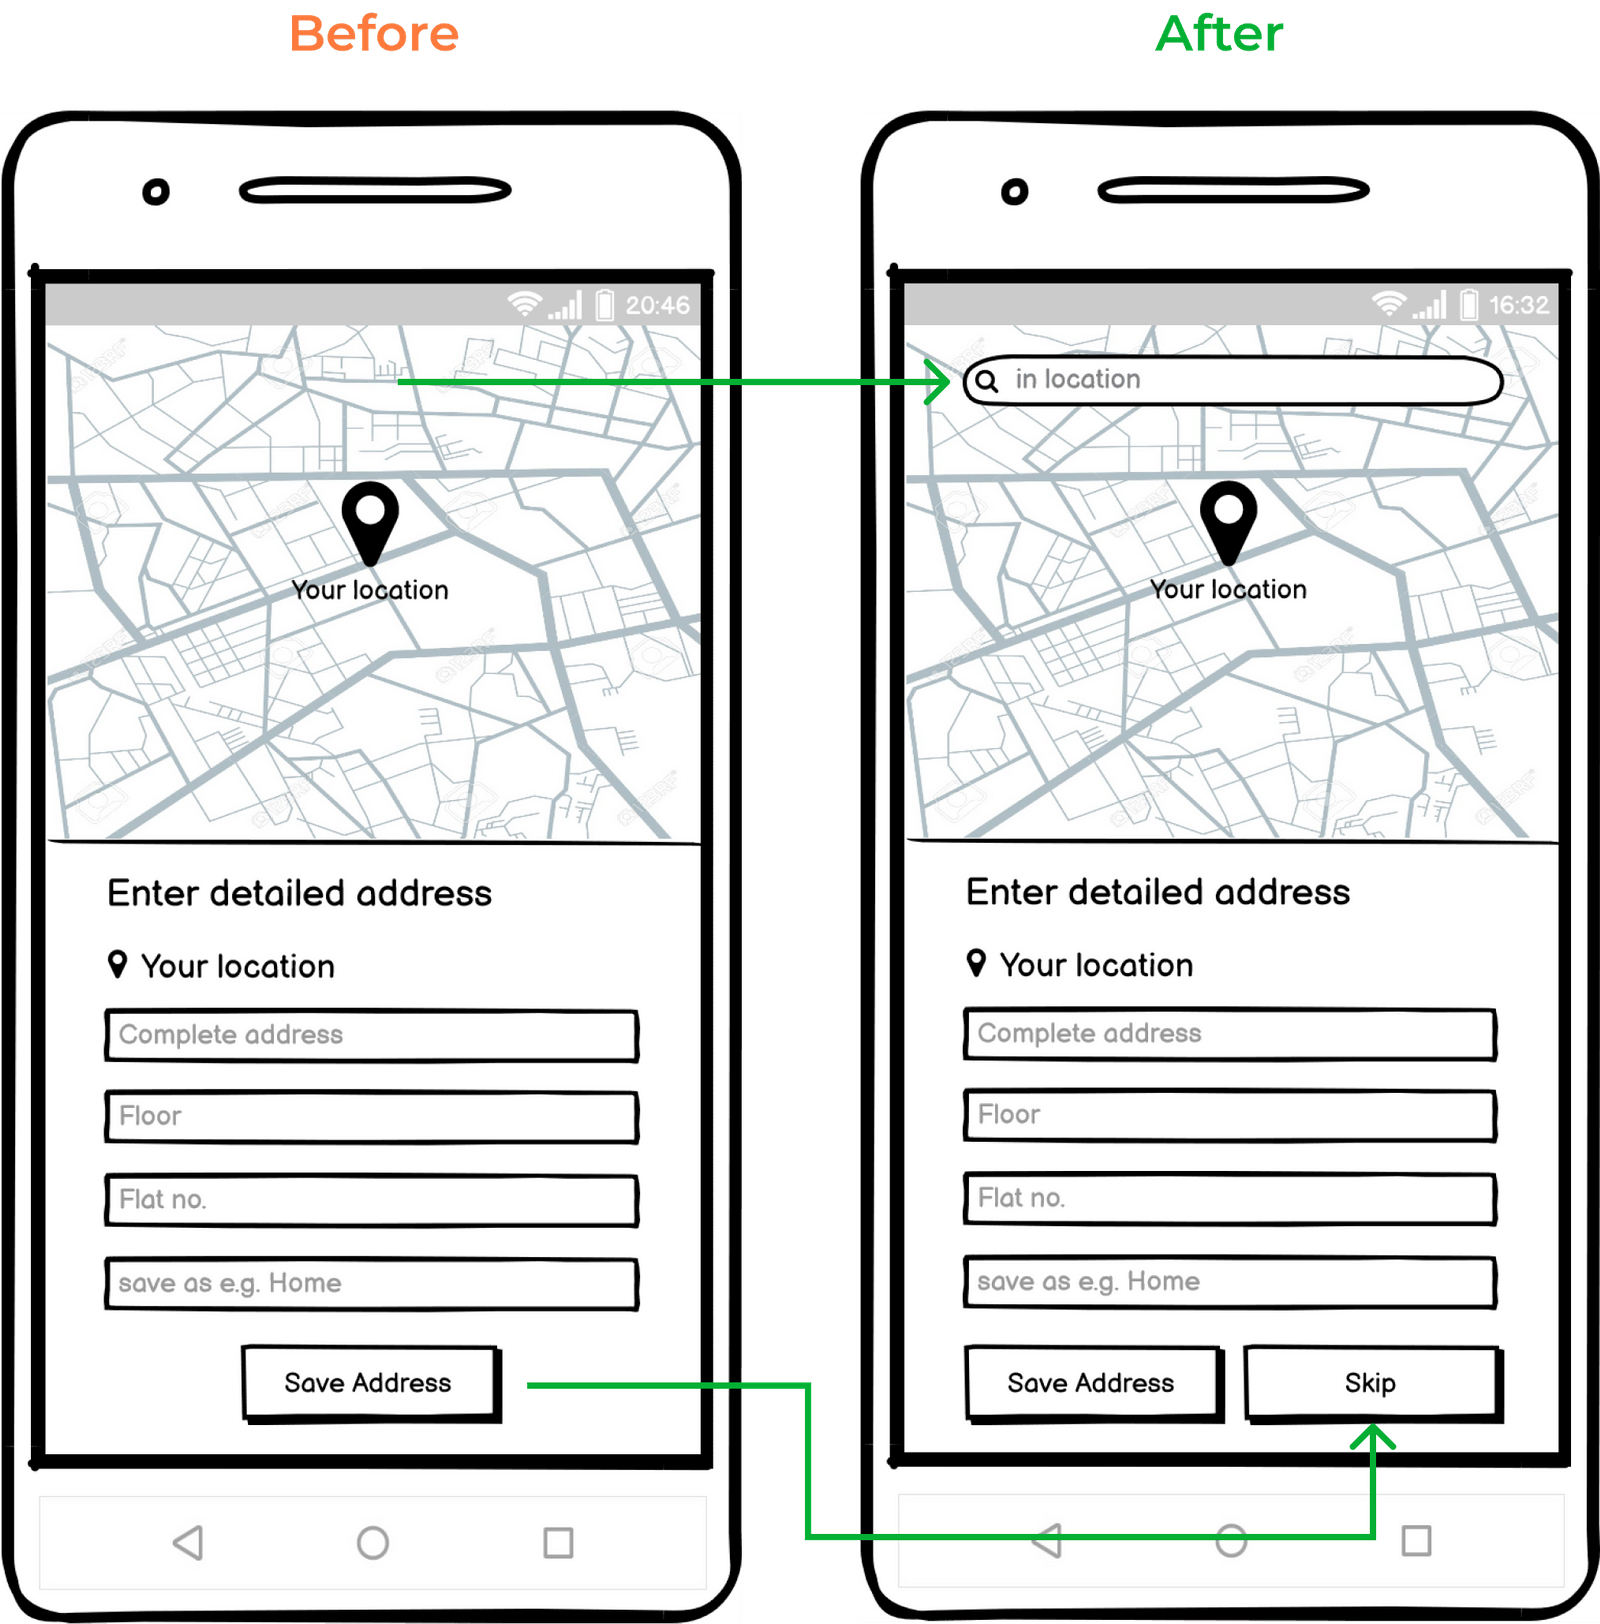 Before
After
20:46
Your location
Enter detailed address
Your location
Complete address
Floor
Flat no.
save as e.g. Home
Save Address
16:32
in location
Your location
Enter detailed address
Your location
Complete address
Floor
Flat no.
save as e.g. Home
Save Address
Skip